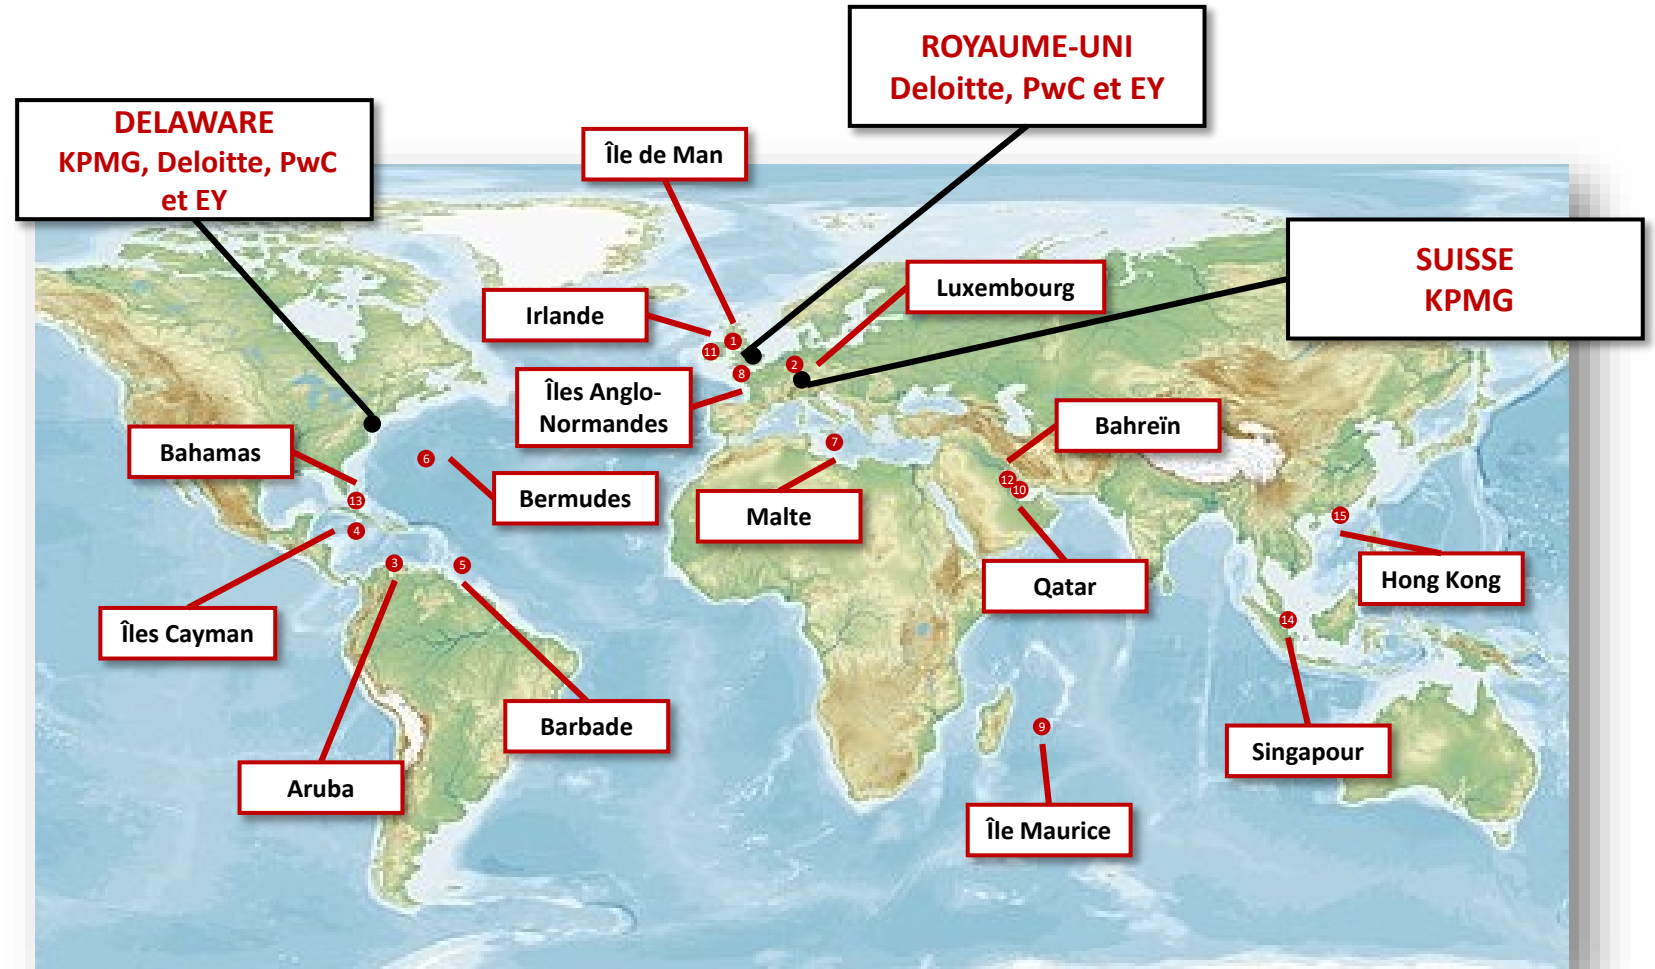 ROYAUME-UNI
Deloitte, PwC et EY
DELAWARE
KPMG, Deloitte, PwC
et EY
Île de Man
SUISSE
KPMG
Luxembourg
Irlande
1
11
2
8
Îles Anglo-
Normandes
Bahamas
6
Bermudes
7
Malte
Bahreïn
12
10
13
4
15
Hong Kong
3
5
Qatar
Îles Cayman
14
Barbade
9
Singapour
Aruba
Île Maurice